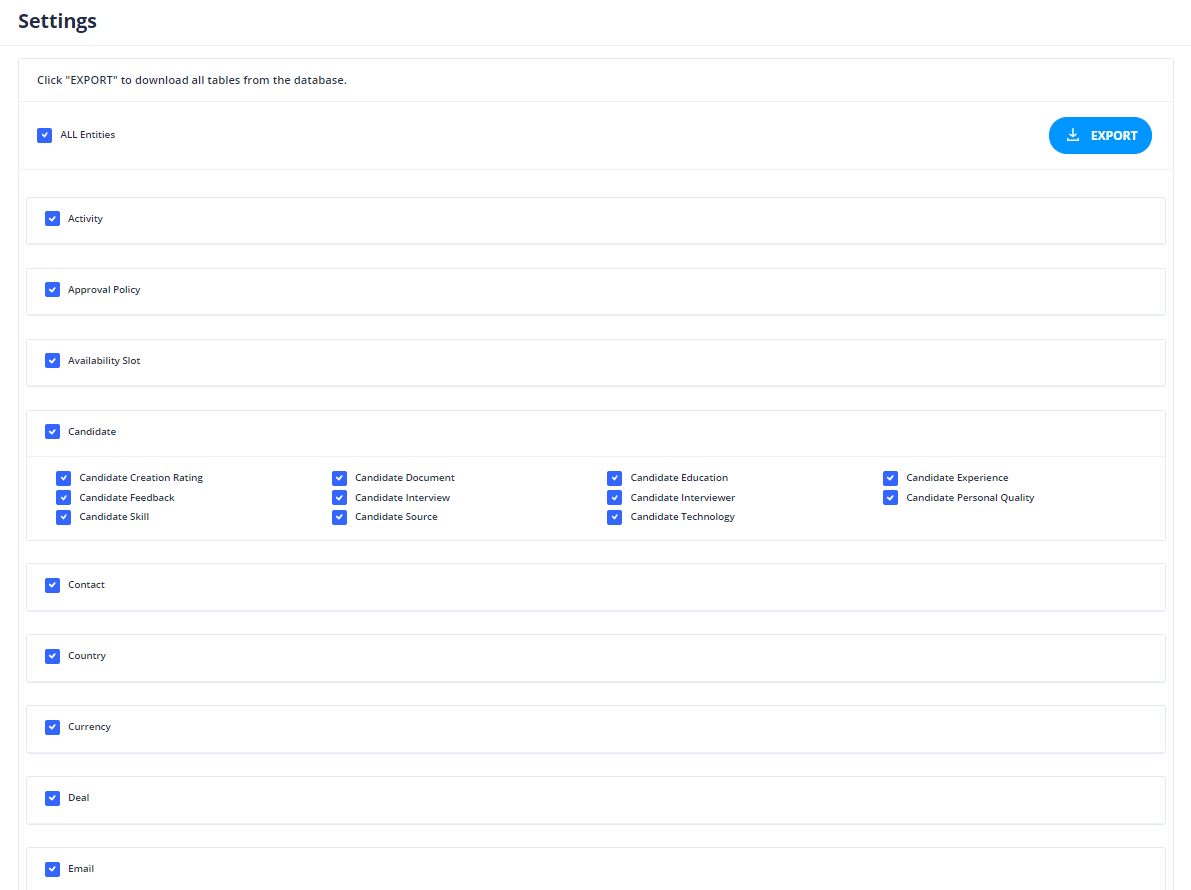 Settings
Click "EXPORT" to download all tables from the database.
ALL Entities
EXPORT
Activity
Approval Policy
Availability Slot
Candidate
Candidate Creation Rating Candidate Document Candidate Education Candidate Experience
Candidate Feedback Candidate Interview Candidate Interviewer Candidate Personal Quality
Candidate Skill Candidate Source Candidate Technology
Contact
Country
Currency
Deal
Email